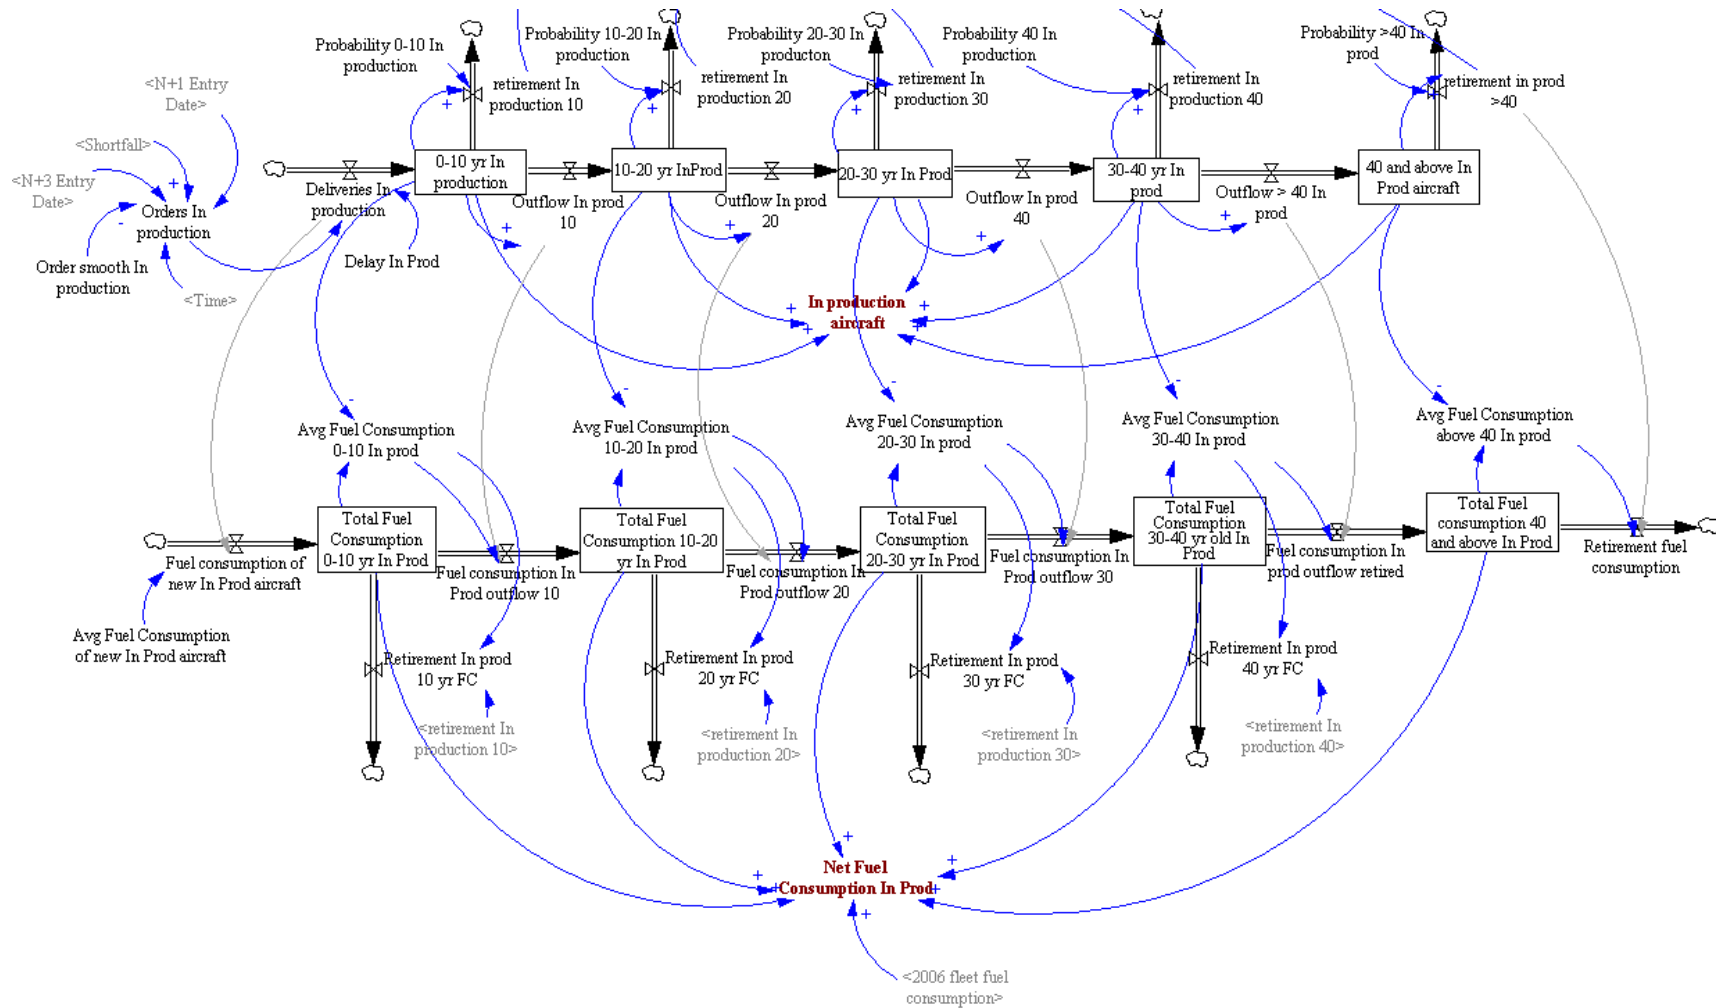 Probability 0-10 In
production
retirement In
production 10
Probability 10-20 In
production
retirement In
production 20
Probability 20-30 In
producton
retirement In
production 30
Probability 40 In
production
retirement In
production 40
Probability >40 In
prod
retirement in prod
>40
<N+1 Entry
Date>
<Shortfall>
<N+3 Entry
Date>
+
-
Orders In
production
Order smooth In
production
<Time>
Deliveries In
production
Delay In Prod
0-10 yr In
production
10-20 yr InProd
20-30 yr In Prod
30-40 yr In
prod
40 and above In
Prod aircraft
+
+
+
+
+
Outflow In prod
10
Outflow In prod
20
Outflow In prod
40
Outflow > 40 In
prod
+
+
+
+
In production
aircraft
+
+
+
+
+
-
-
-
-
-
Avg Fuel Consumption
0-10 In prod
Avg Fuel Consumption
10-20 In prod
Avg Fuel Consumption
20-30 In prod
Avg Fuel Consumption
30-40 In prod
Avg Fuel Consumption
above 40 In prod
Total Fuel
Consumption
0-10 yr In Prod
Total Fuel
Consumption 10-20
yr In Prod
Total Fuel
Consumption
20-30 yr In Prod
Total Fuel
Consumption
30-40 yr old In
Prod
Total Fuel
consumption 40
and above In Prod
Fuel consumption of
new In Prod aircraft
Fuel consumption In
Prod outflow 10
Fuel consumption In
Prod outflow 20
Fuel consumption In
Prod outflow 30
Fuel consumption In
prod outflow retired
Retirement fuel
consumption
Avg Fuel Consumption
of new In Prod aircraft
Retirement In prod
10 yr FC
Retirement In prod
20 yr FC
Retirement In prod
30 yr FC
Retirement In prod
40 yr FC
<retirement In
production 10>
<retirement In
production 20>
<retirement In
production 30>
<retirement In
production 40>
+
+
+
+
+
+
Net Fuel
Consumption In Prod
<2006 fleet fuel
consumption>